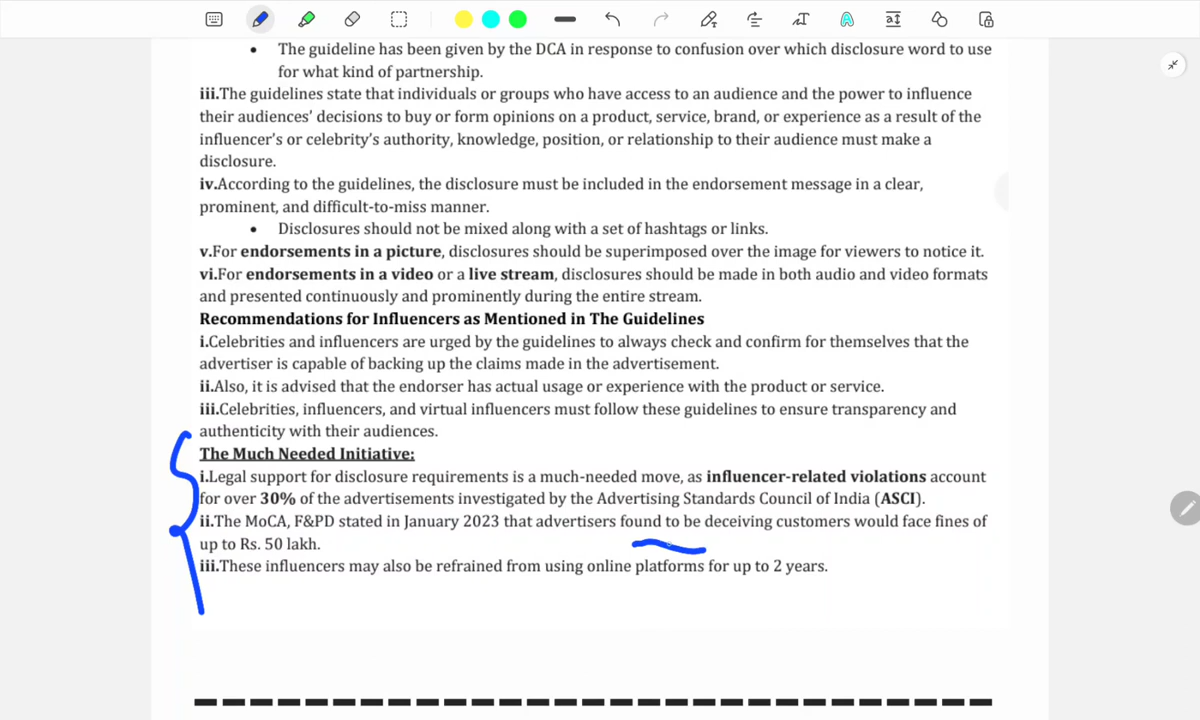 • The guideline has been given by the DCA in response to confusion over which disclosure word to use
for what kind of partnership.
iii.The guidelines state that individuals or groups who have access to an audience and the power to influence
their audiences’ decisions to buy or form opinions on a product, service, brand, or experience as a result of the
influencer’s or celebrity’s authority, knowledge, position, or relationship to their audience must make a
disclosure.
iv.According to the guidelines, the disclosure must be included in the endorsement message in a clear,
prominent, and difficult-to-miss manner.
• Disclosures should not be mixed along with a set of hashtags or links.
v.For endorsements in a picture, disclosures should be superimposed over the image for viewers to notice it.
vi.For endorsements in a video or a live stream, disclosures should be made in both audio and video formats
and presented continuously and prominently during the entire stream.
Recommendations for Influencers as Mentioned in The Guidelines
i.Celebrities and influencers are urged by the guidelines to always check and confirm for themselves that the
advertiser is capable of backing up the claims made in the advertisement.
ii.Also, it is advised that the endorser has actual usage or experience with the product or service.
iii.Celebrities, influencers, and virtual influencers must follow these guidelines to ensure transparency and
authenticity with their audiences.
The Much Needed Initiative:
i.Legal support for disclosure requirements is a much-needed move, as influencer-related violations account
for over 30% of the advertisements investigated by the Advertising Standards Council of India (ASCI).
ii.The MoCA, F&PD stated in January 2023 that advertisers found to be deceiving customers would face fines of
up to Rs. 50 lakh.
iii.These influencers may also be refrained from using online platforms for up to 2 years.